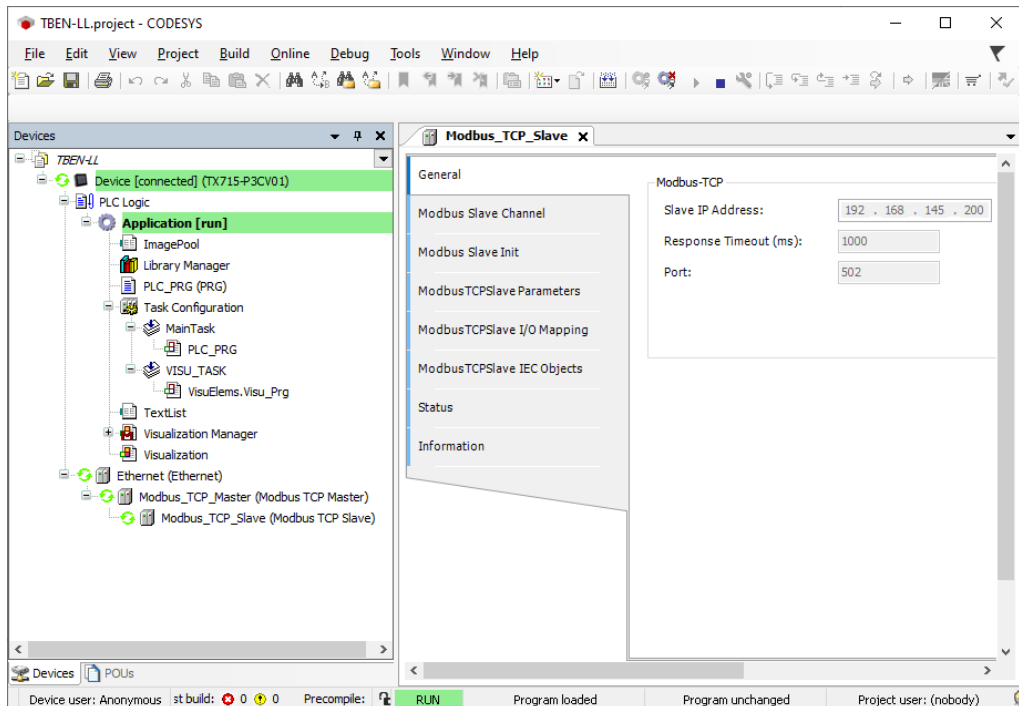 TBEN-LL.project - CODESYS
File Edit View Project Build Online Debug Tools Window Help
Devices
TBEN-LL
Device [connected] (TX715-P3CV01)
PLC Logic
Application [run]
ImagePool
Library Manager
PLC_PRG (PRG)
Task Configuration
MainTask
PLC_PRG
VISU_TASK
VisuElems.Visu_Prg
TextList
Visualization Manager
Visualization
Ethernet (Ethernet)
Modbus_TCP_Master (Modbus TCP Master)
Modbus_TCP_Slave (Modbus TCP Slave)
Devices POUs
Modbus_TCP_Slave
General
Modbus Slave Channel
Modbus Slave Init
ModbusTCPSlave Parameters
ModbusTCPSlave I/O Mapping
ModbusTCPSlave IEC Objects
Status
Information
Modbus-TCP
Slave IP Address: 192 . 168 . 145 . 200
Response Timeout (ms): 1000
Port: 502
Device user: Anonymous st build: 0 0 Precompile: RUN Program loaded Program unchanged Project user: (nobody)